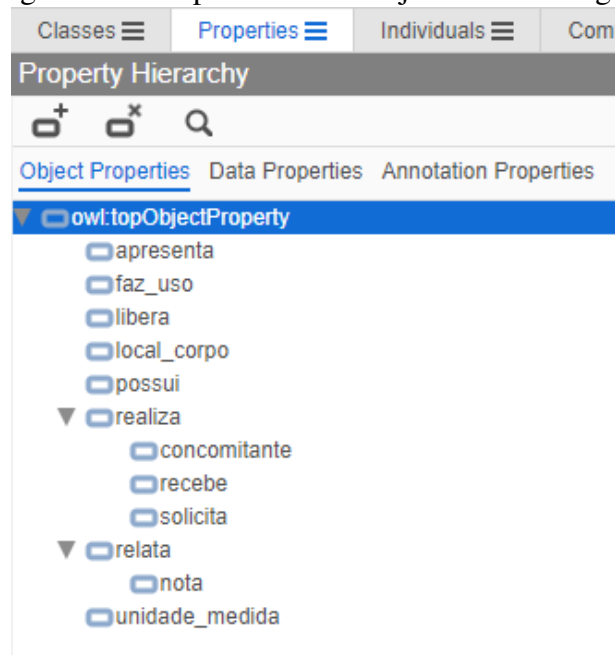 Classes Properties Individuals Com
Property Hierarchy
Object Properties Data Properties Annotation Properties
owl:topObjectProperty
apresenta
faz_uso
libera
local_corpo
possui
realiza
concomitante
recebe
solicita
relata
nota
unidade_medida